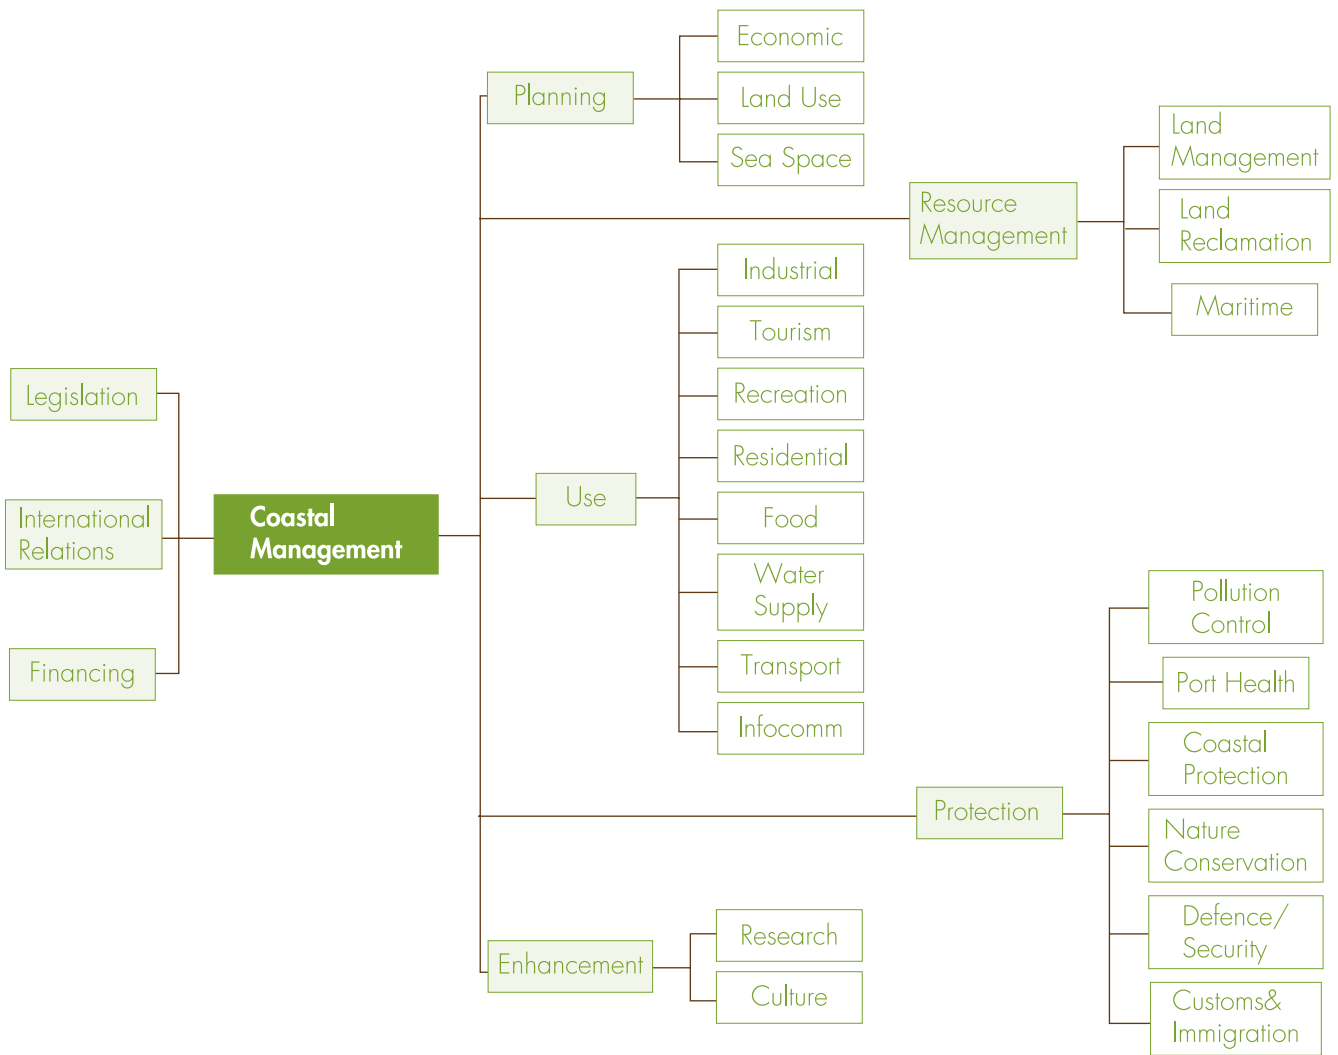 Economic
Planning
Land Use
Sea Space
Land
Management
Resource
Management
Land
Reclamation
Maritime
Industrial
Tourism
Recreation
Residential
Use
Food
Water
Supply
Transport
Infocomm
Legislation
International
Relations
Financing
Coastal
Management
Pollution
Control
Port Health
Coastal
Protection
Protection
Nature
Conservation
Defence/
Security
Customs&
Immigration
Enhancement
Research
Culture